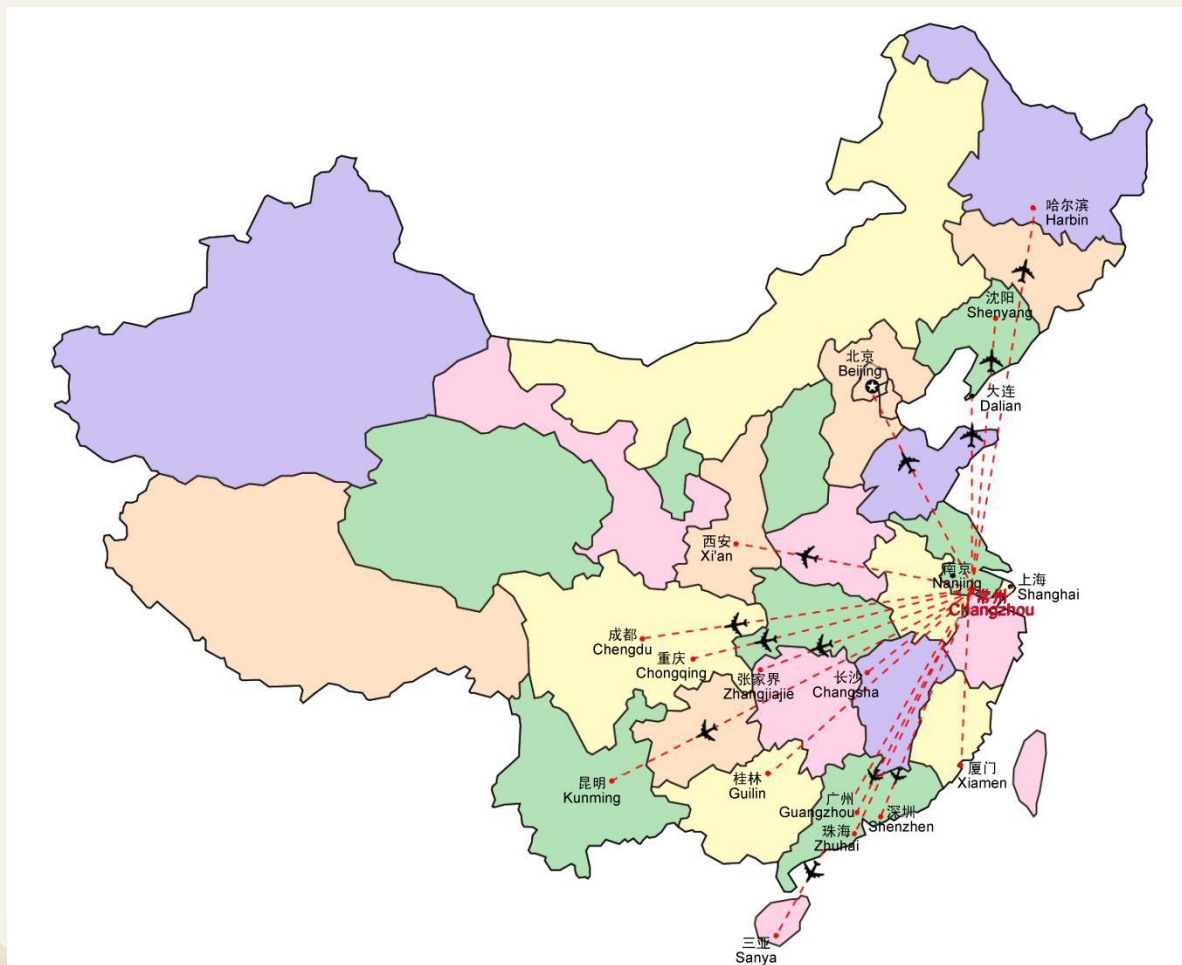 哈尔滨
Harbin
沈阳
Shenyang
北京
Beijing
大连
Dalian
西安
Xi'an
南京
Nanjing
上海
Shanghai
常州
Changzhou
成都
Chengdu
重庆
Chongqing
张家界
Zhangjiajie
长沙
Changsha
昆明
Kunming
桂林
Guilin
厦门
Xiamen
广州
Guangzhou
深圳
Shenzhen
珠海
Zhuhai
三亚
Sanya